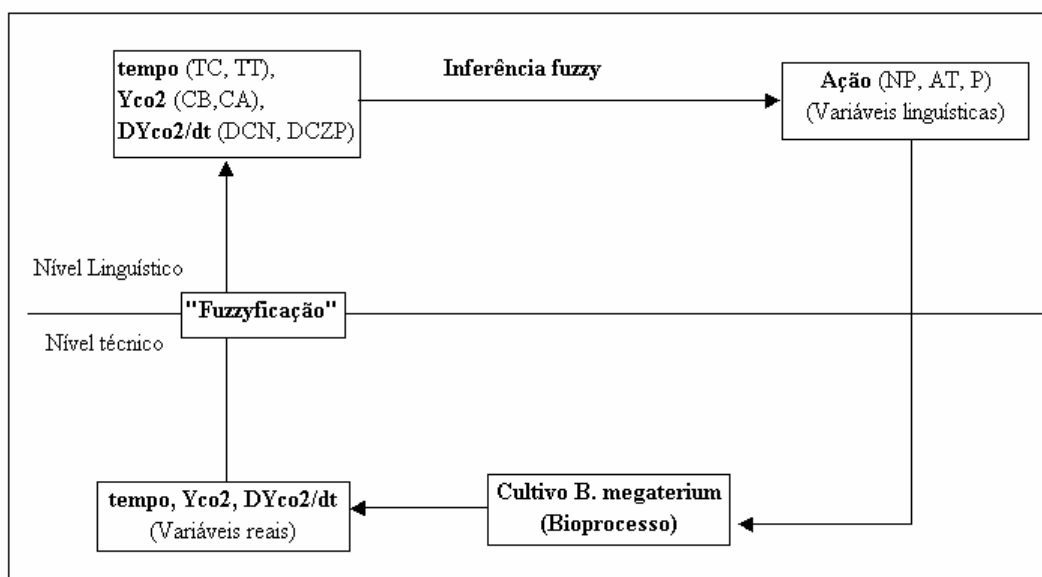 tempo (TC, TT),
Yco2 (CB,CA),
DYco2/dt (DCN, DCZP)
Inferência fuzzy
Ação (NP, AT, P)
(Variáveis linguísticas)
Nível Linguístico
"Fuzzyficação"
Nível técnico
tempo, Yco2, DYco2/dt
(Variáveis reais)
Cultivo B. megaterium
(Bioprocesso)